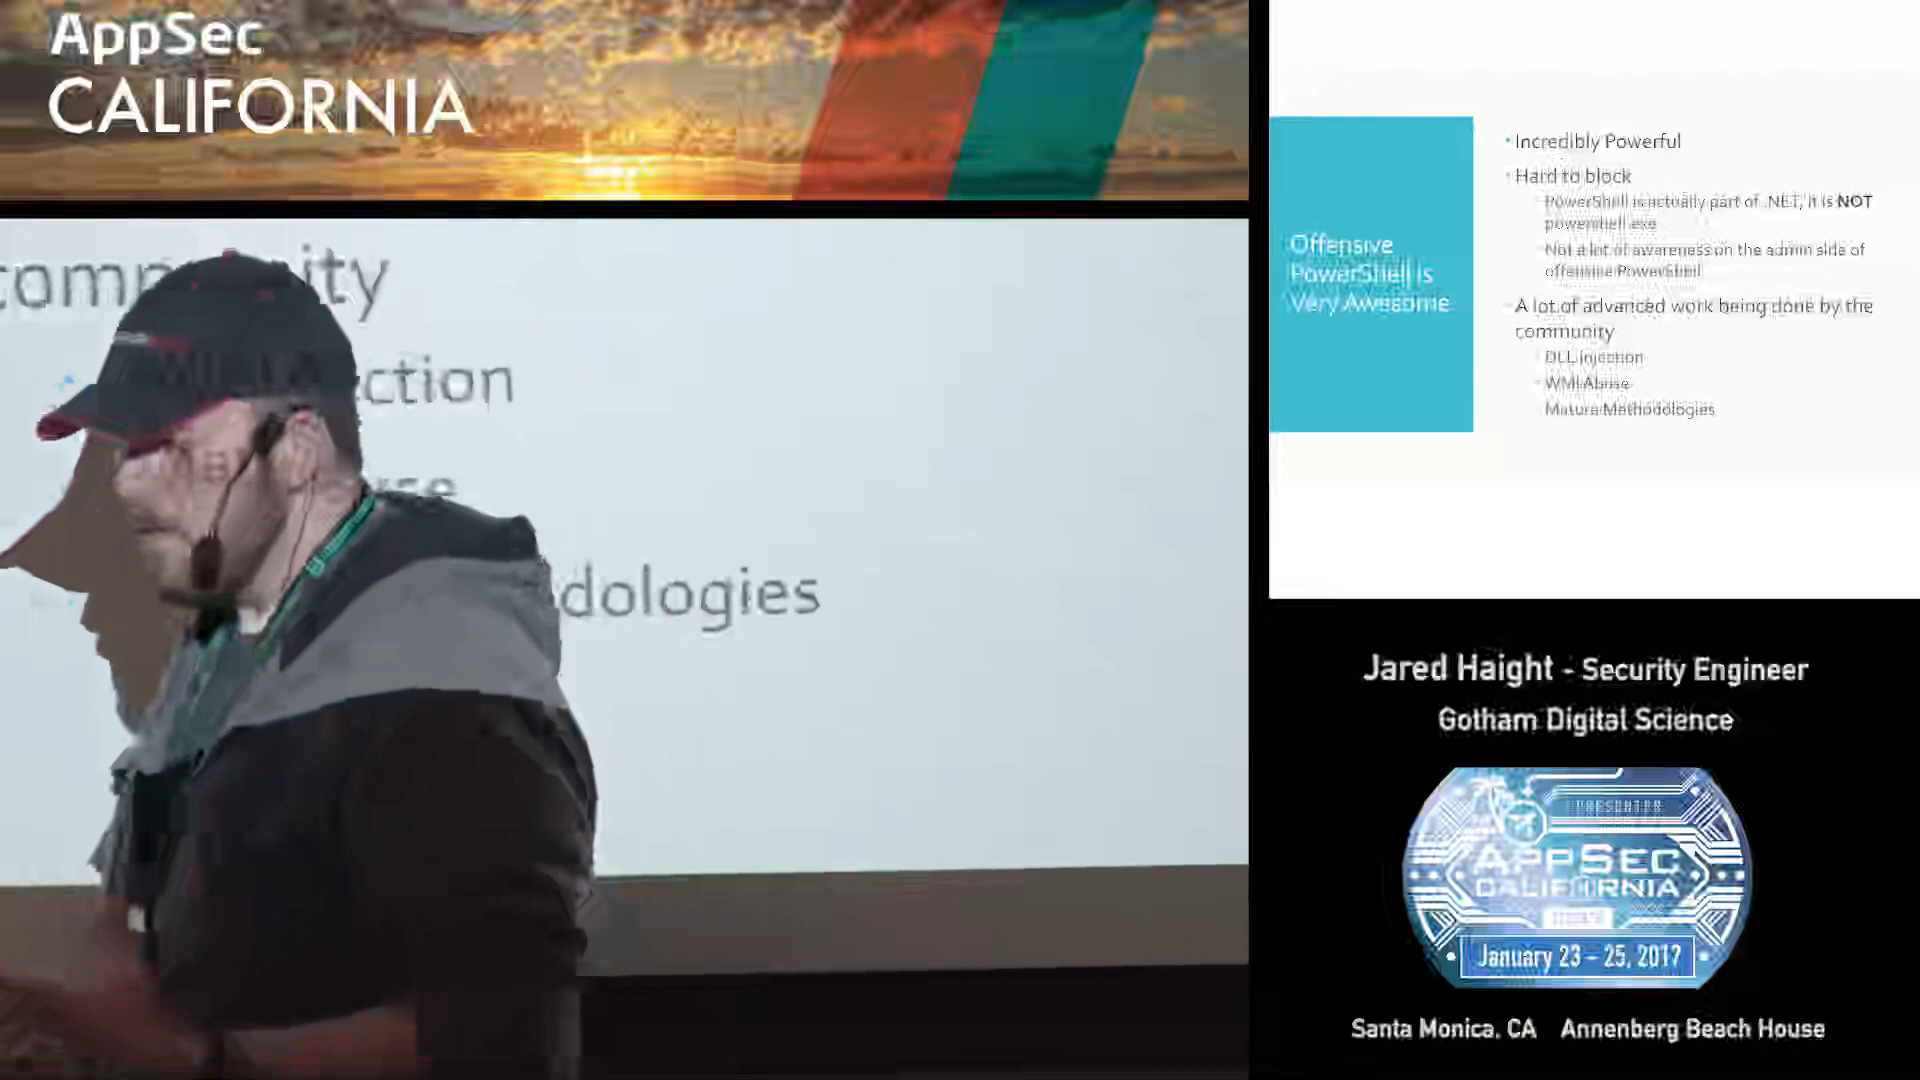 AppSec
CALIFORNIA
ity
ction
dologies
Offensive
PowerShell is
Very Awesome
Incredibly Powerful
Hard to block
PowerShell is actually part of .NET, it is NOT
powershell.exe
Not a lot of awareness on the admin side of
offensive PowerShell
A lot of advanced work being done by the
community
DLL injection
WMI Abuse
Mature Methodologies
Jared Haight - Security Engineer
Gotham Digital Science
PRESENTER
APPSEC
CALIFORNIA
January 23 - 25, 2017
Santa Monica, CA Annenberg Beach House